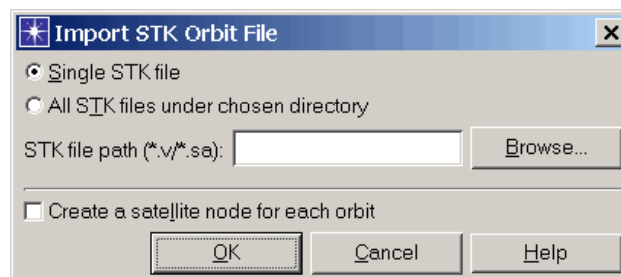 Import STK Orbit File
Single STK file
All STK files under chosen directory
STK file path (*.v/*.sa):
Browse...
Create a satellite node for each orbit
OK
Cancel
Help